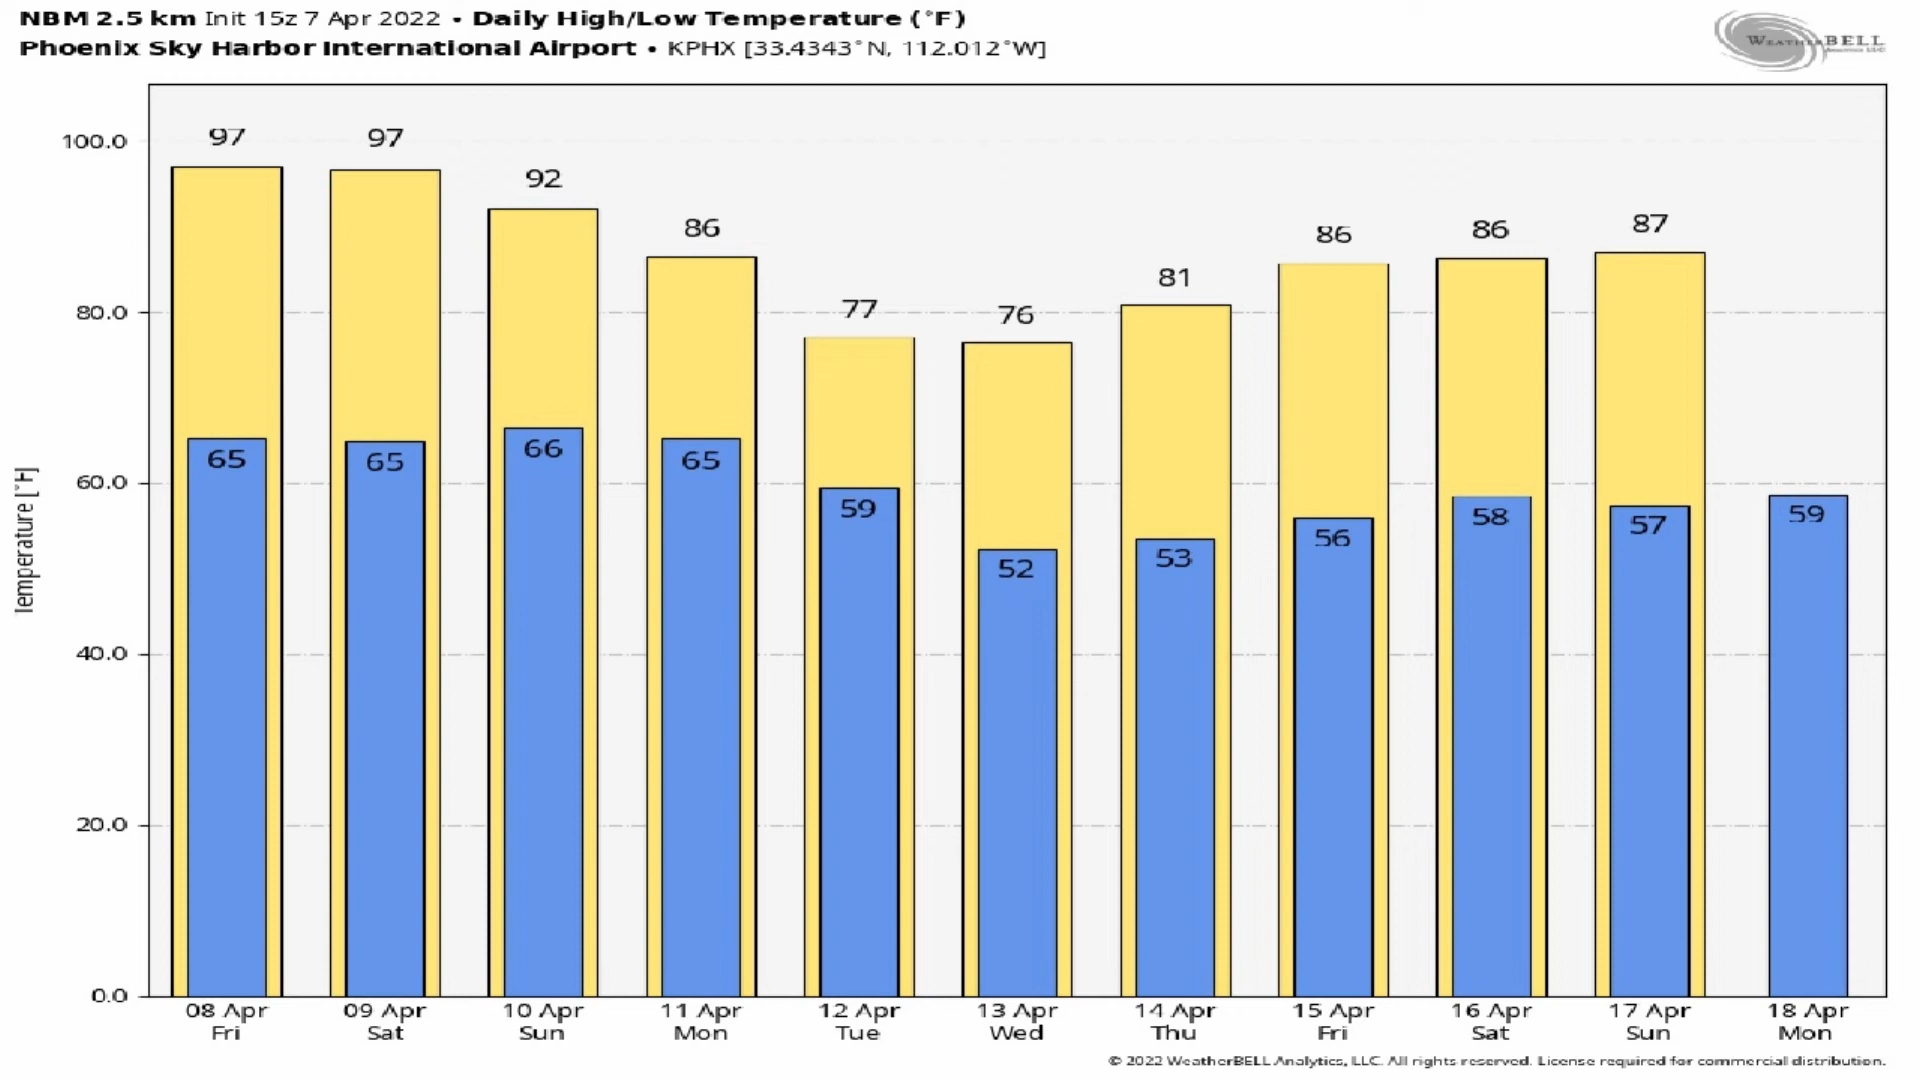 NBM 2.5 km Init 15z 7 Apr 2022 • Daily High/Low Temperature (°F)
Phoenix Sky Harbor International Airport • KPHX [33.4343°N, 112.012°W]
WEATHERBELL
Temperature [°F]
100.0
80.0
60.0
40.0
20.0
0.0
97 97 92 86 77 76 81 86 86 87
65 65 66 65 59 52 53 56 58 57 59
08 Apr 09 Apr 10 Apr 11 Apr 12 Apr 13 Apr 14 Apr 15 Apr 16 Apr 17 Apr 18 Apr
Fri Sat Sun Mon Tue Wed Thu Fri Sat Sun Mon
© 2022 WeatherBELL Analytics, LLC. All rights reserved. License required for commercial distribution.